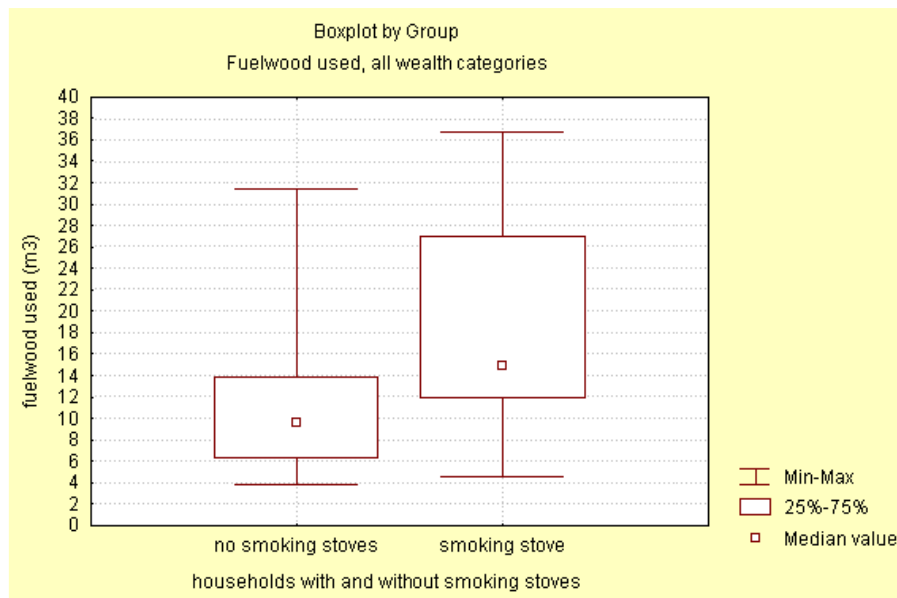 Boxplot by Group
Fuelwood used, all wealth categories
fuelwood used (m3)
40
38
36
34
32
30
28
26
24
22
20
18
16
14
12
10
8
6
4
2
0
no smoking stoves
smoking stove
households with and without smoking stoves
Min-Max
25%-75%
Median value